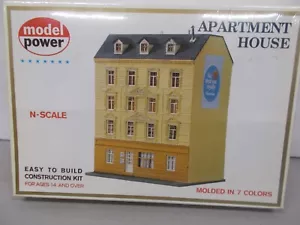 model
power
APARTMENT
HOUSE
N-SCALE
EASY TO BUILD
CONSTRUCTION KIT
FOR AGES 14 AND OVER
MOLDED IN 7 COLORS